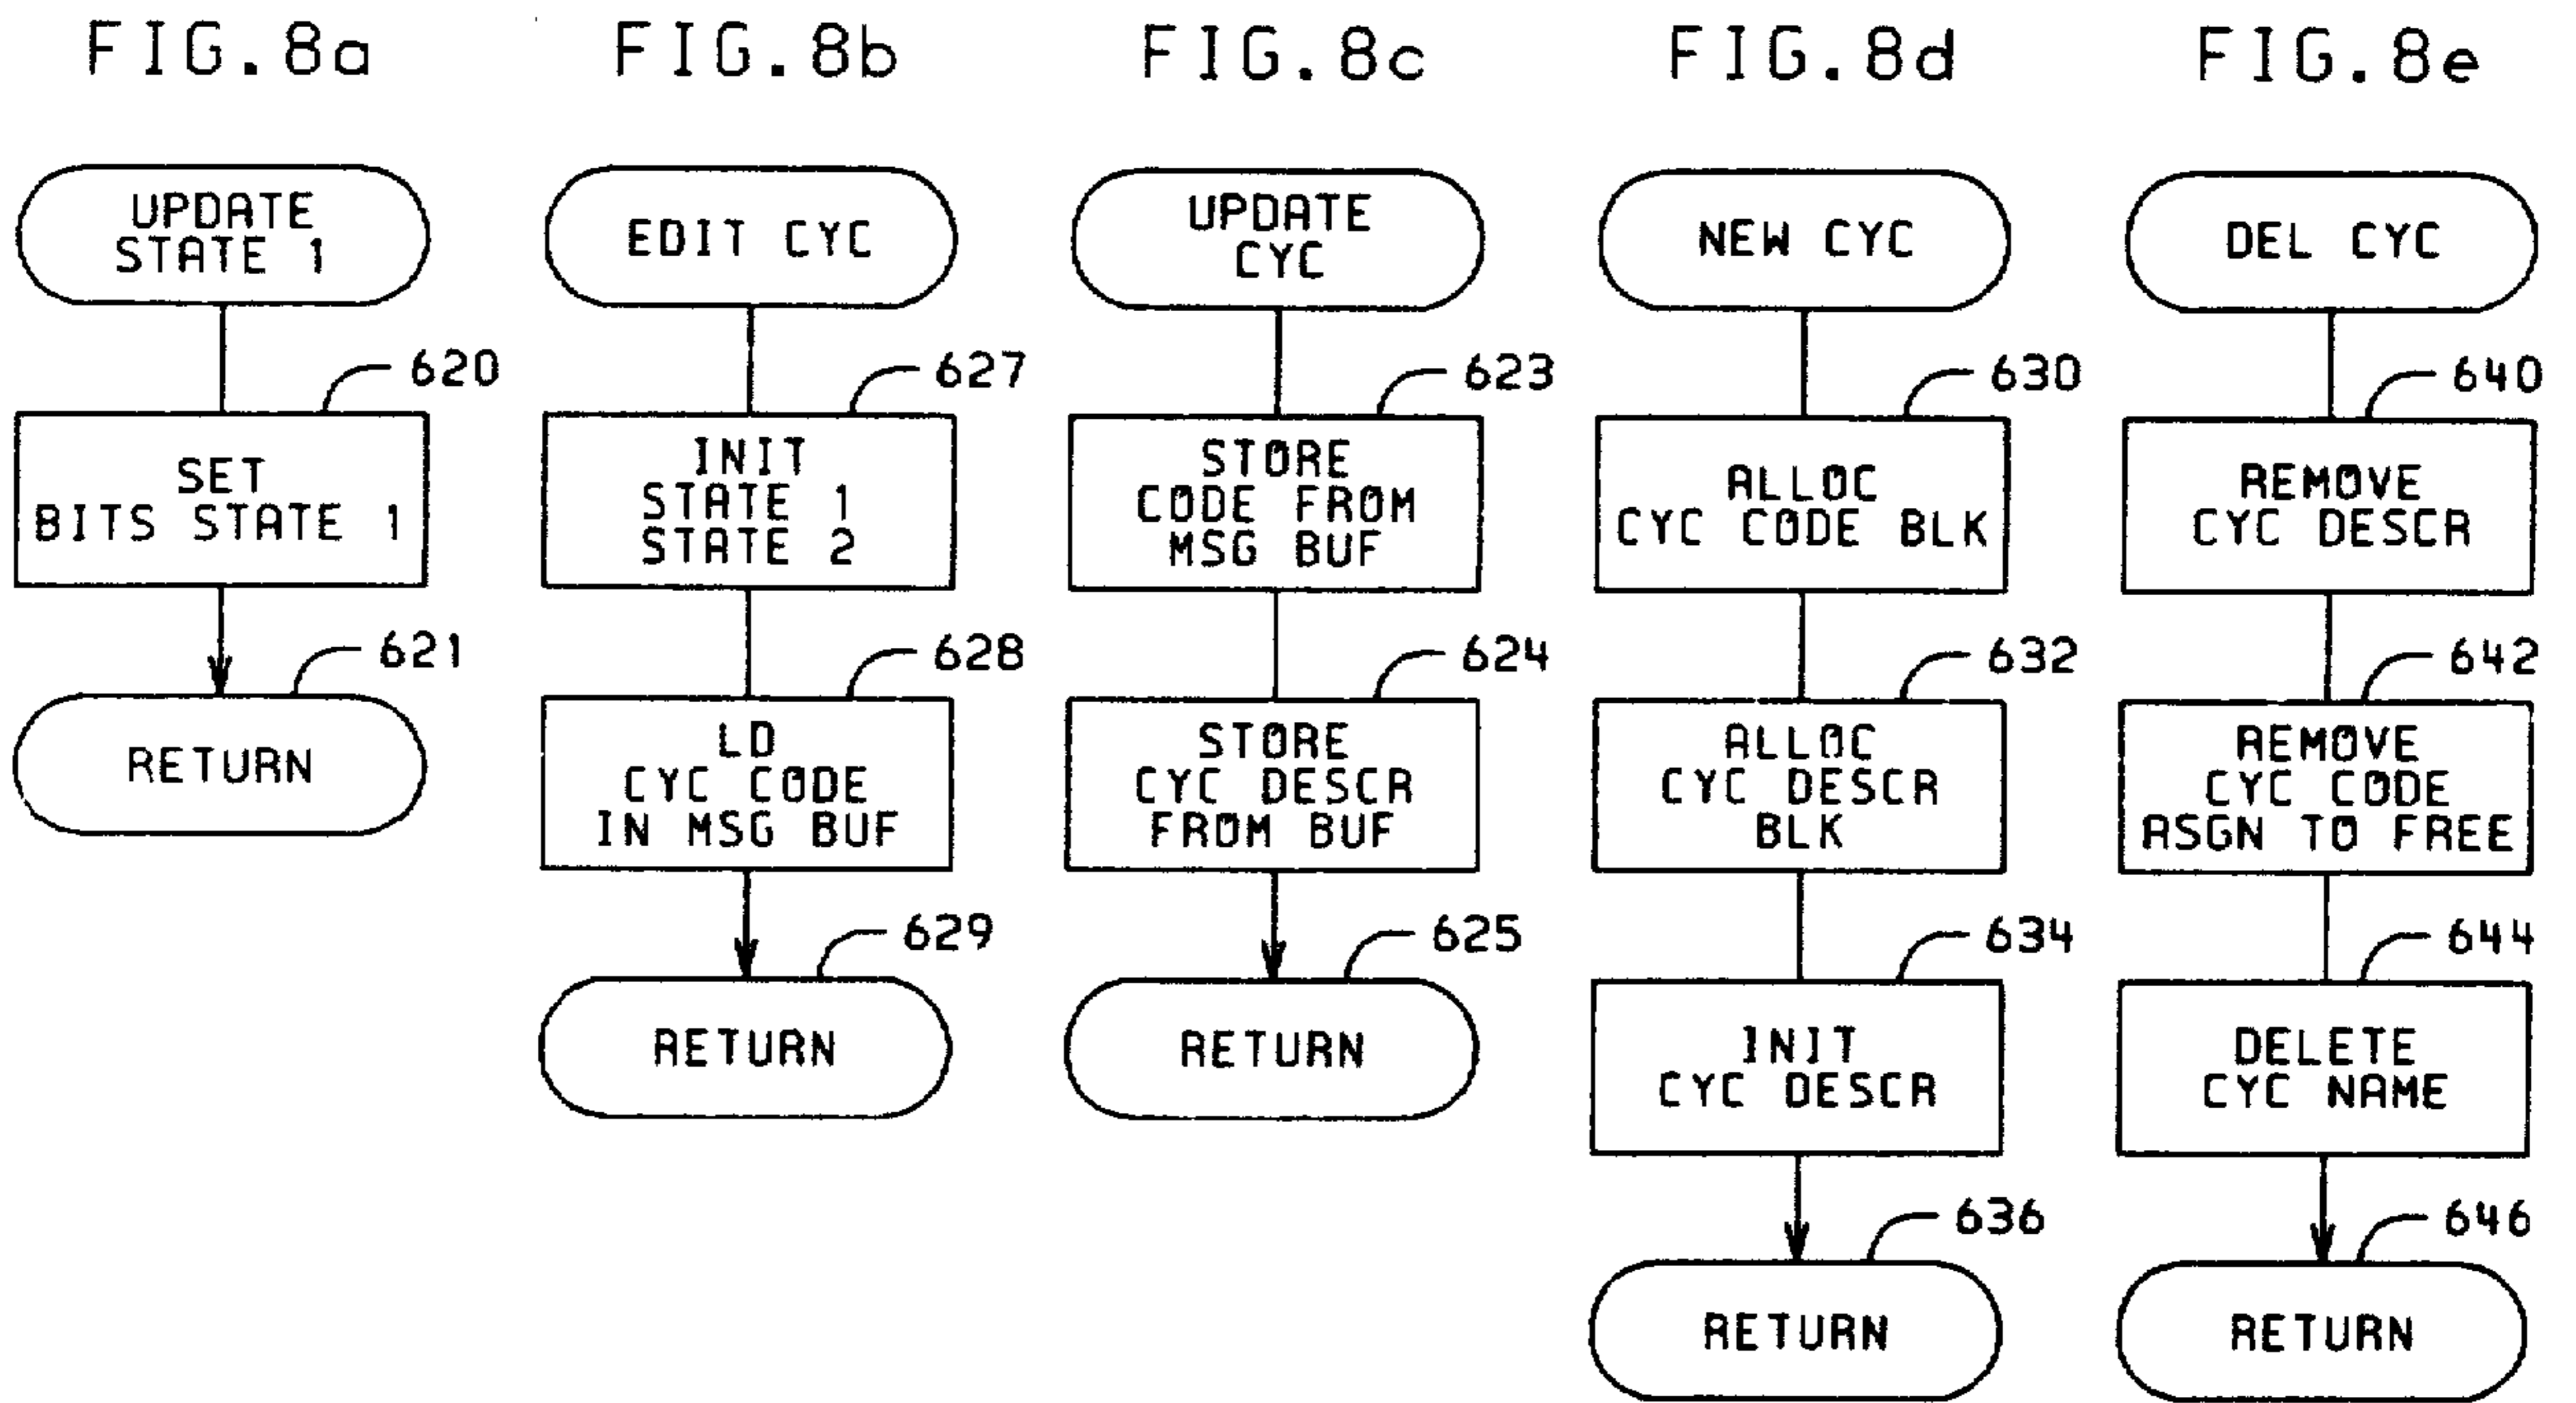 FIG.8a
UPDATE
STATE 1
620
SET
BITS STATE 1
621
RETURN
FIG.8b
EDIT CYC
627
INIT
STATE 1
STATE 2
628
LD
CYC CODE
IN MSG BUF
629
RETURN
FIG.8c
UPDATE
CYC
623
STORE
CODE FROM
MSG BUF
624
STORE
CYC DESCR
FROM BUF
625
RETURN
FIG.8d
NEW CYC
630
ALLOC
CYC CODE BLK
632
ALLOC
CYC DESCR
BLK
634
INIT
CYC DESCR
636
RETURN
FIG.8e
DEL CYC
640
REMOVE
CYC DESCR
642
REMOVE
CYC CODE
ASGN TO FREE
644
DELETE
CYC NAME
646
RETURN